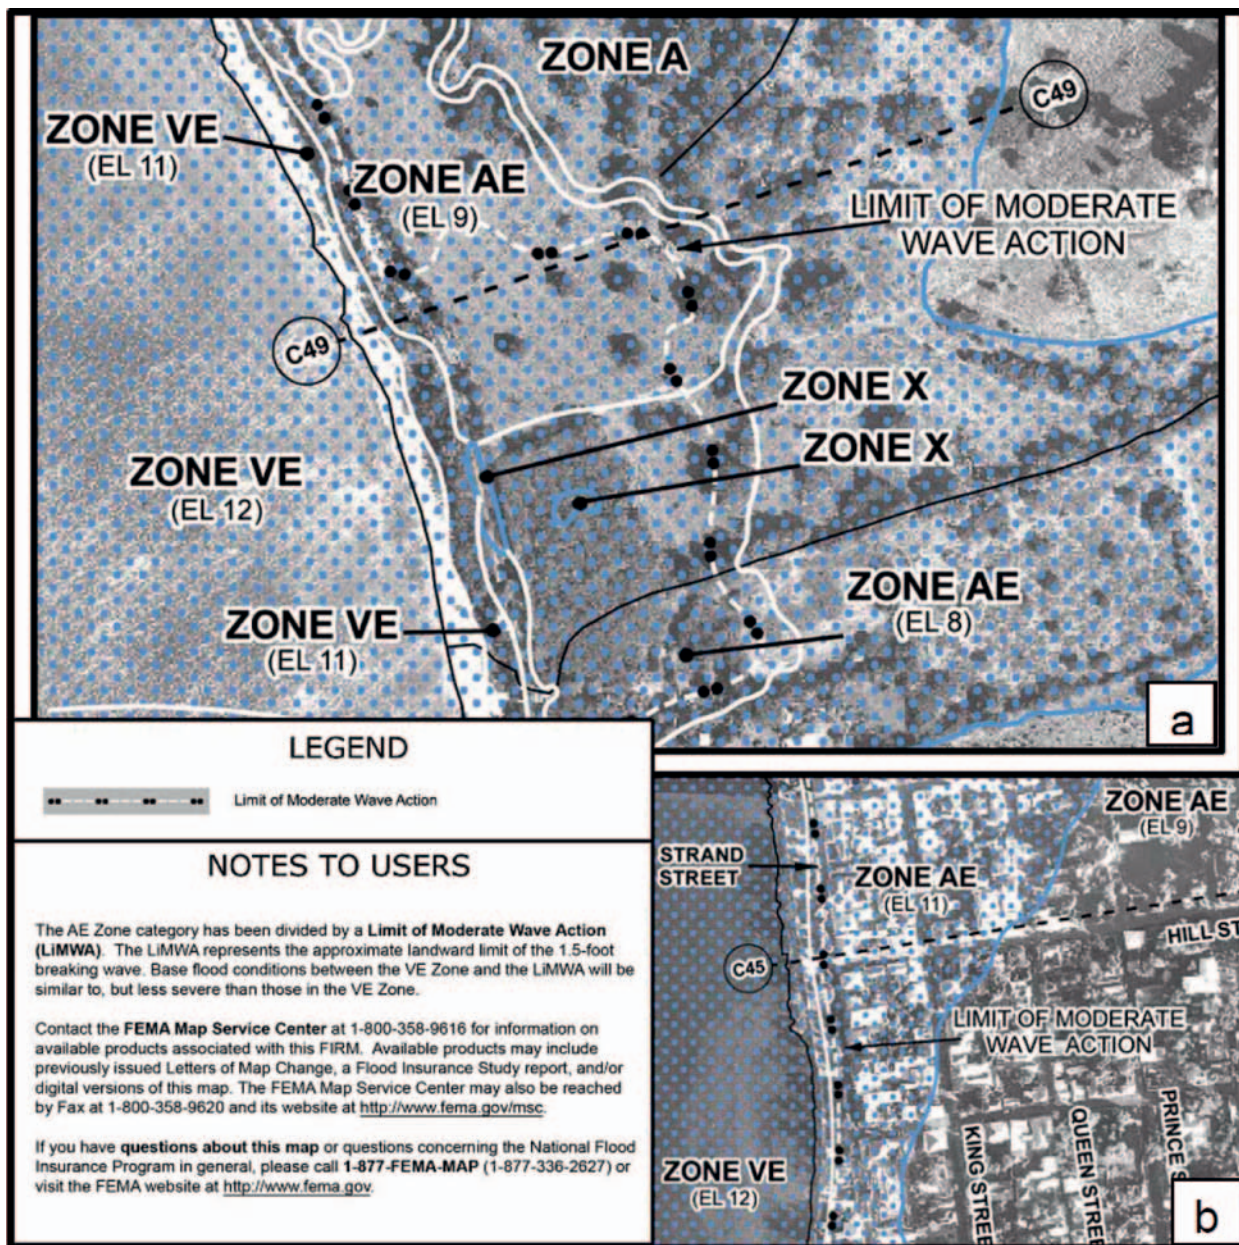 ZONE A
C49
ZONE VE
(EL 11)
ZONE AE
(EL 9)
LIMIT OF MODERATE
WAVE ACTION
C49
ZONE X
ZONE X
ZONE VE
(EL 12)
ZONE AE
(EL 8)
ZONE VE
(EL 11)
a
LEGEND
Limit of Moderate Wave Action
NOTES TO USERS
The AE Zone category has been divided by a Limit of Moderate Wave Action
(LiMWA). The LiMWA represents the approximate landward limit of the 1.5-foot
breaking wave. Base flood conditions between the VE Zone and the LiMWA will be
similar to, but less severe than those in the VE Zone.
Contact the FEMA Map Service Center at 1-800-358-9616 for information on
available products associated with this FIRM. Available products may include
previously issued Letters of Map Change, a Flood Insurance Study report, and/or
digital versions of this map. The FEMA Map Service Center may also be reached
by Fax at 1-800-358-9620 and its website at http://www.fema.gov/msc.
If you have questions about this map or questions concerning the National Flood
Insurance Program in general, please call 1-877-FEMA-MAP (1-877-336-2627) or
visit the FEMA website at http://www.fema.gov.
ZONE AE
(EL 9)
STRAND
STREET
ZONE AE
(EL 11)
HILL ST
C45
LIMIT OF MODERATE
WAVE ACTION
KING STREE
QUEEN STREE
PRINCE S
ZONE VE
(EL 12)
b